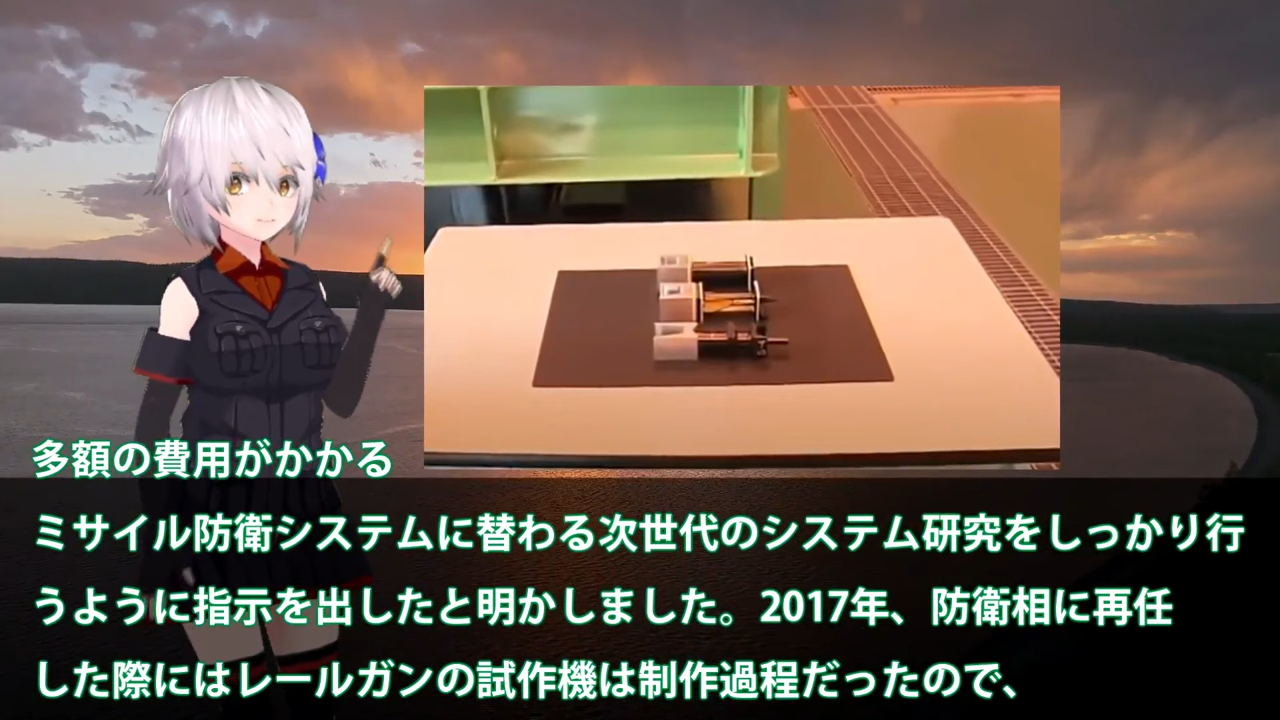 多額の費用がかかる
ミサイル防衛システムに替わる次世代のシステム研究をしっかり行
うように指示を出したと明かしました。2017年、防衛相に再任
した際にはレールガンの試作機は制作過程だったので、